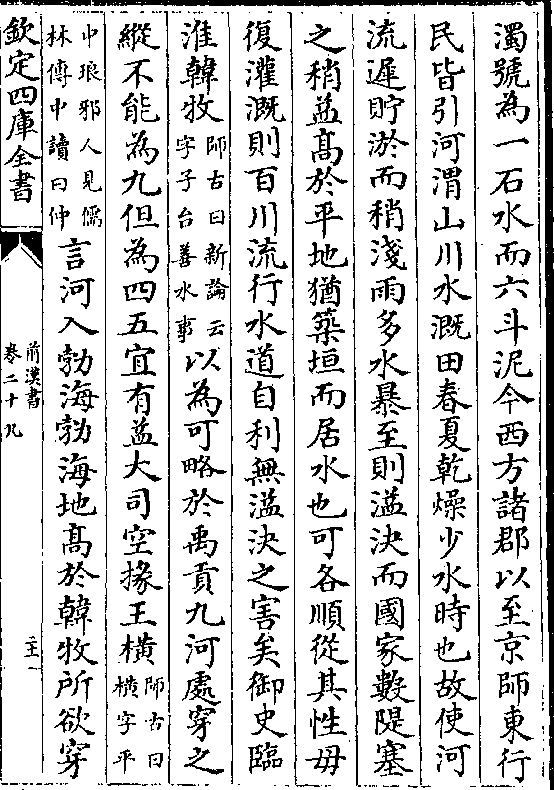 濁號為一石水而六斗泥今西方諸郡以至京師東行
民皆引河渭山川水溉田春夏乾燥少水時也故使河
流遲貯淤而稍淺雨多水暴至則溢決而國家數隄塞
之稍益高於平地猶築垣而居水也可各順從其性毋
復灌溉則百川流行水道自利無溢決之害矣御史臨
淮韓牧師古曰新論云字子台善水事以為可略於禹貢九河處穿之
縱不能為九但為四五宜有益大司空掾王橫師古曰橫字平
中琅邪人見儒林傳中讀曰仲言河入勃海勃海地高於韓牧所欲穿
欽定四庫全書
前漢書
卷二十九